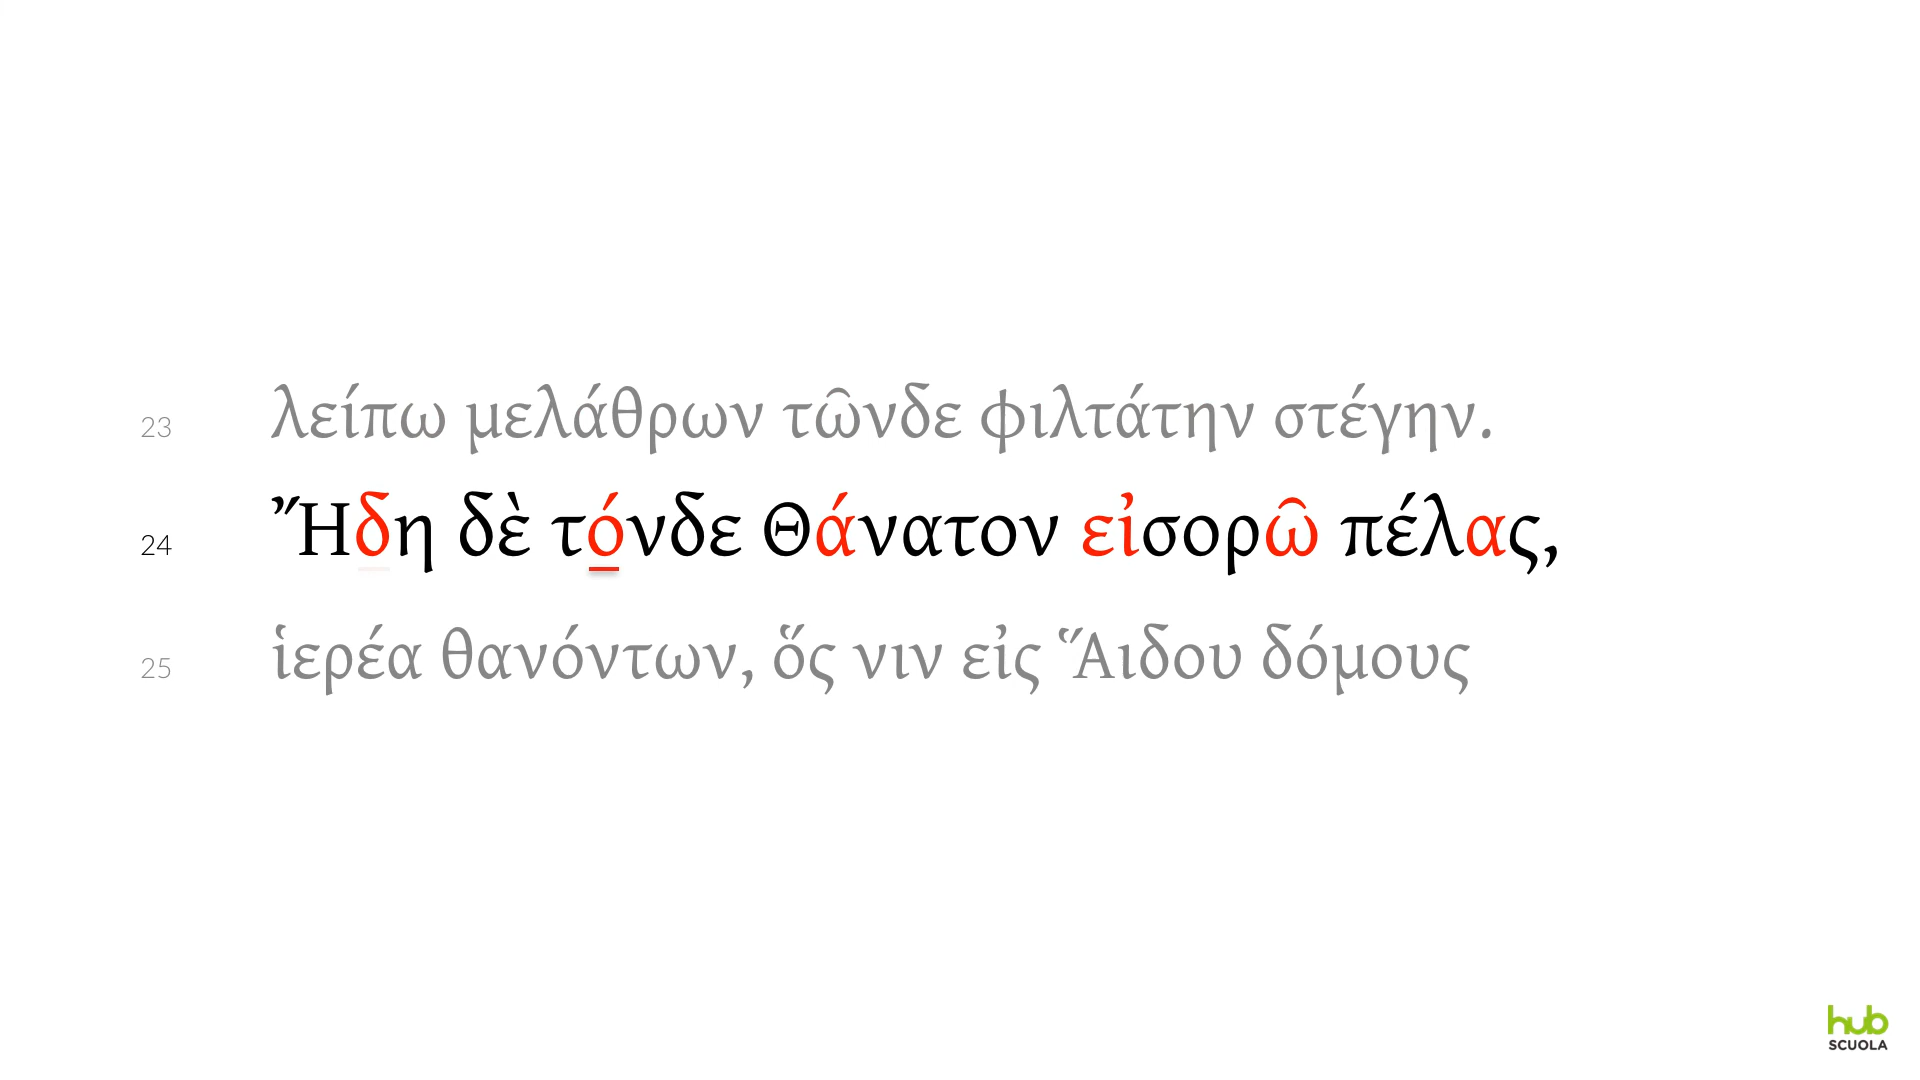 23 λείπω μελάθρων τῶνδε φιλτάτην στέγην.
24 Ἤδη δὲ τόνδε Θάνατον εἰσορῶ πέλας,
25 ἱερέα θανόντων, ὅς νιν εἰς Ἅιδου δόμους
hub
SCUOLA